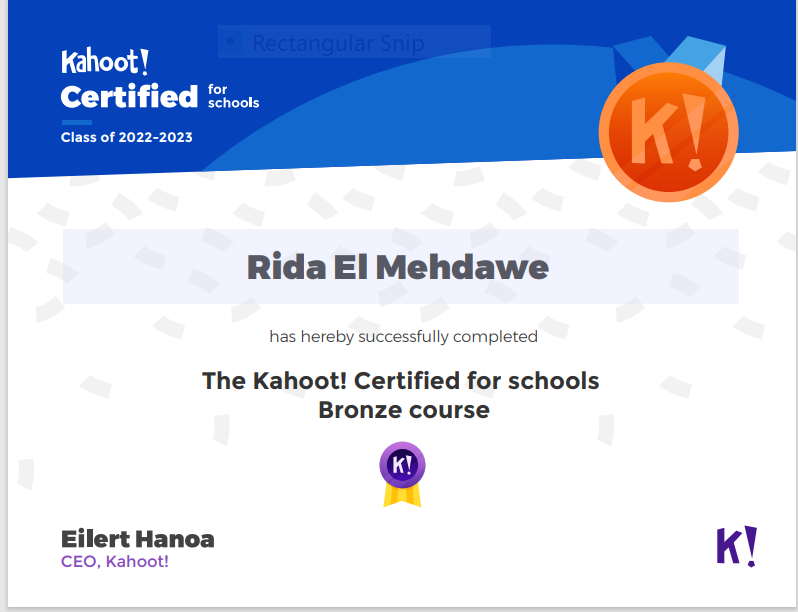 Rectangular Snip
Kahoot!
Certified for schools
Class of 2022-2023
K!
Rida El Mehdawe
has hereby successfully completed
The Kahoot! Certified for schools
Bronze course
K!
Eilert Hanoa
CEO, Kahoot!
K!